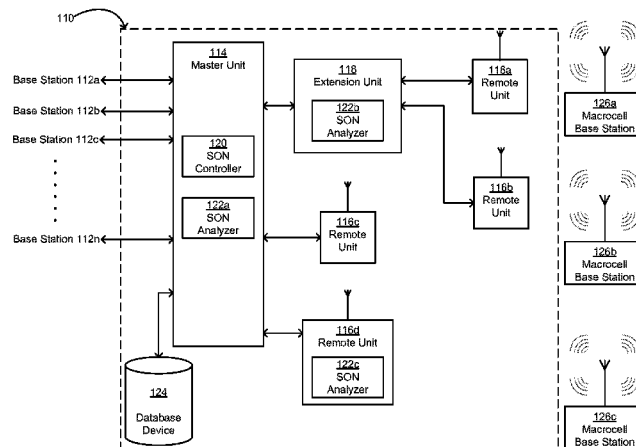 110
Base Station 112a
Base Station 112b
Base Station 112c
Base Station 112n
114
Master Unit
120
SON
Controller
122a
SON
Analyzer
124
Database
Device
118
Extension Unit
122b
SON
Analyzer
116a
Remote
Unit
116b
Remote
Unit
116c
Remote
Unit
116d
Remote Unit
122c
SON
Analyzer
126a
Macrocell
Base Station
126b
Macrocell
Base Station
126c
Macrocell
Base Station